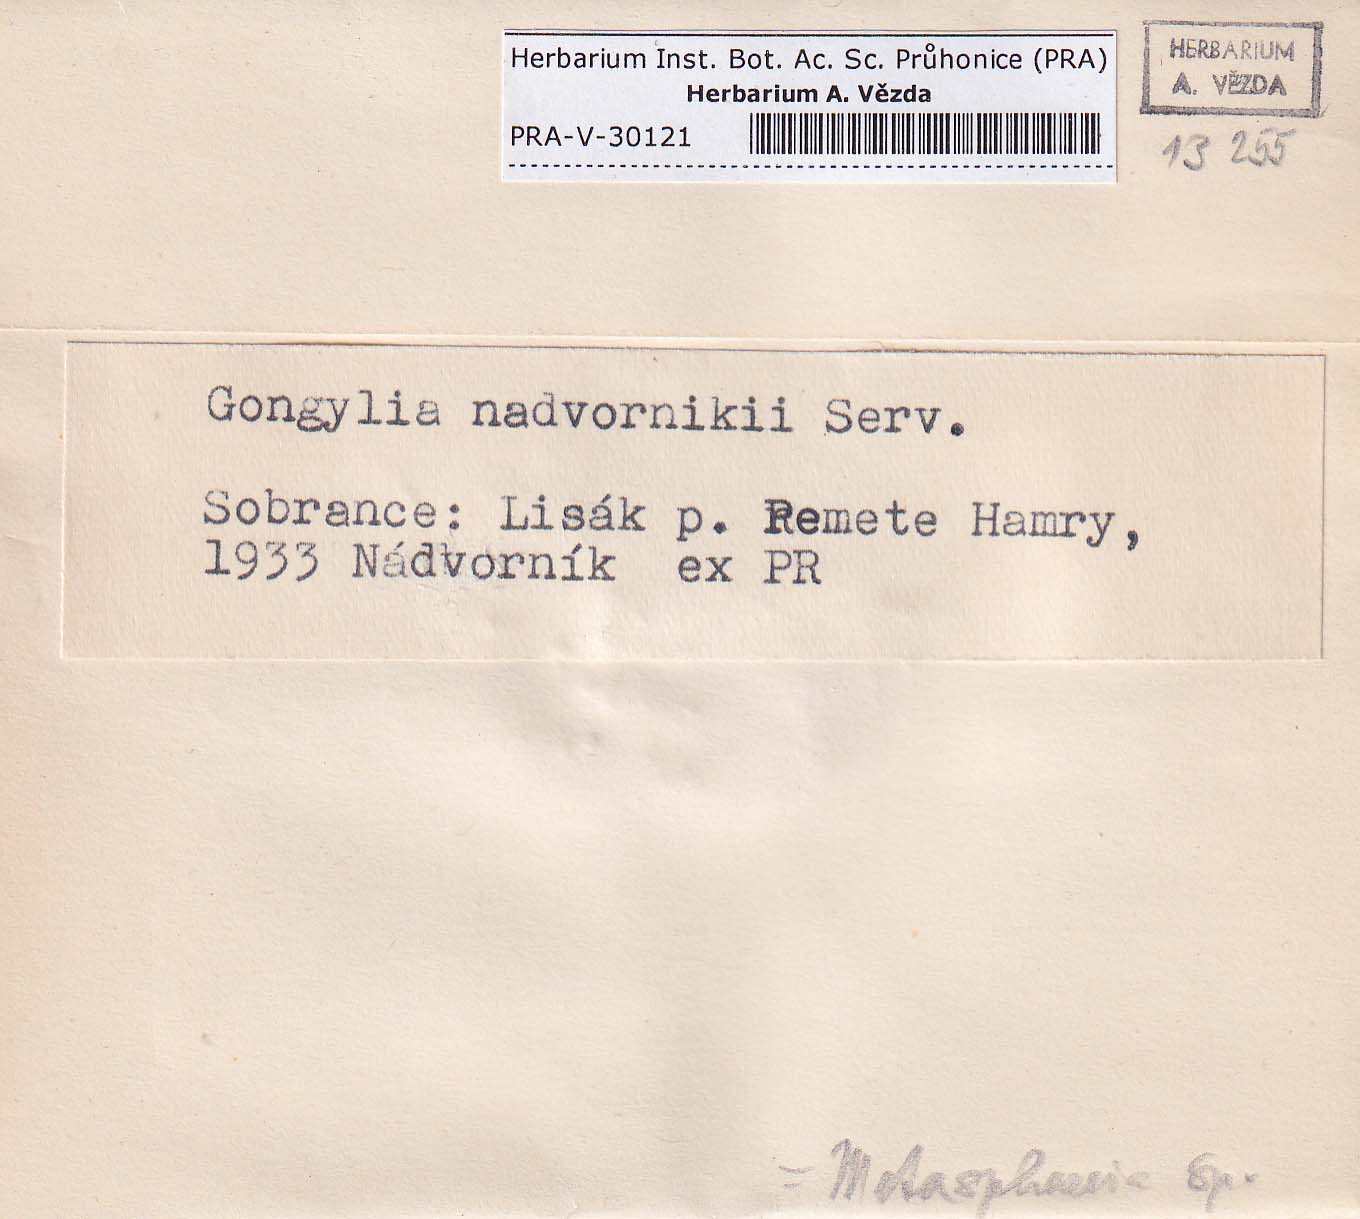 Herbarium Inst. Bot. Ac. Sc. Průhonice (PRA)
Herbarium A. Vězda
PRA-V-30121
HERBARIUM
A. VĚZDA
13 255
Gongylia nadvornikii Serv.
Sobrance: Lisák p. Remete Hamry,
1933 Nádvorník ex PR
= Metasphaeria sp.